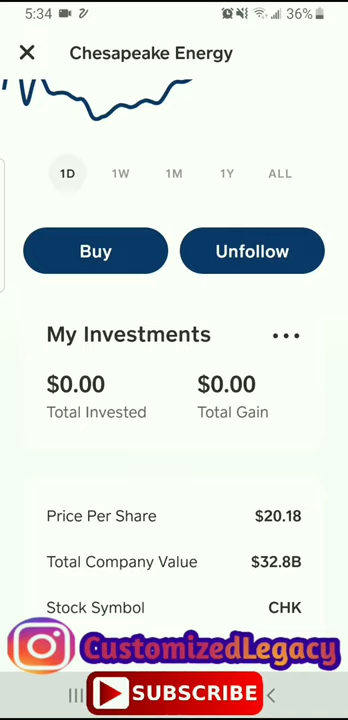 5:34 36%
Chesapeake Energy
1D 1W 1M 1Y ALL
Buy Unfollow
My Investments
$0.00 $0.00
Total Invested Total Gain
Price Per Share $20.18
Total Company Value $32.8B
Stock Symbol CHK
CustomizedLegacy
SUBSCRIBE